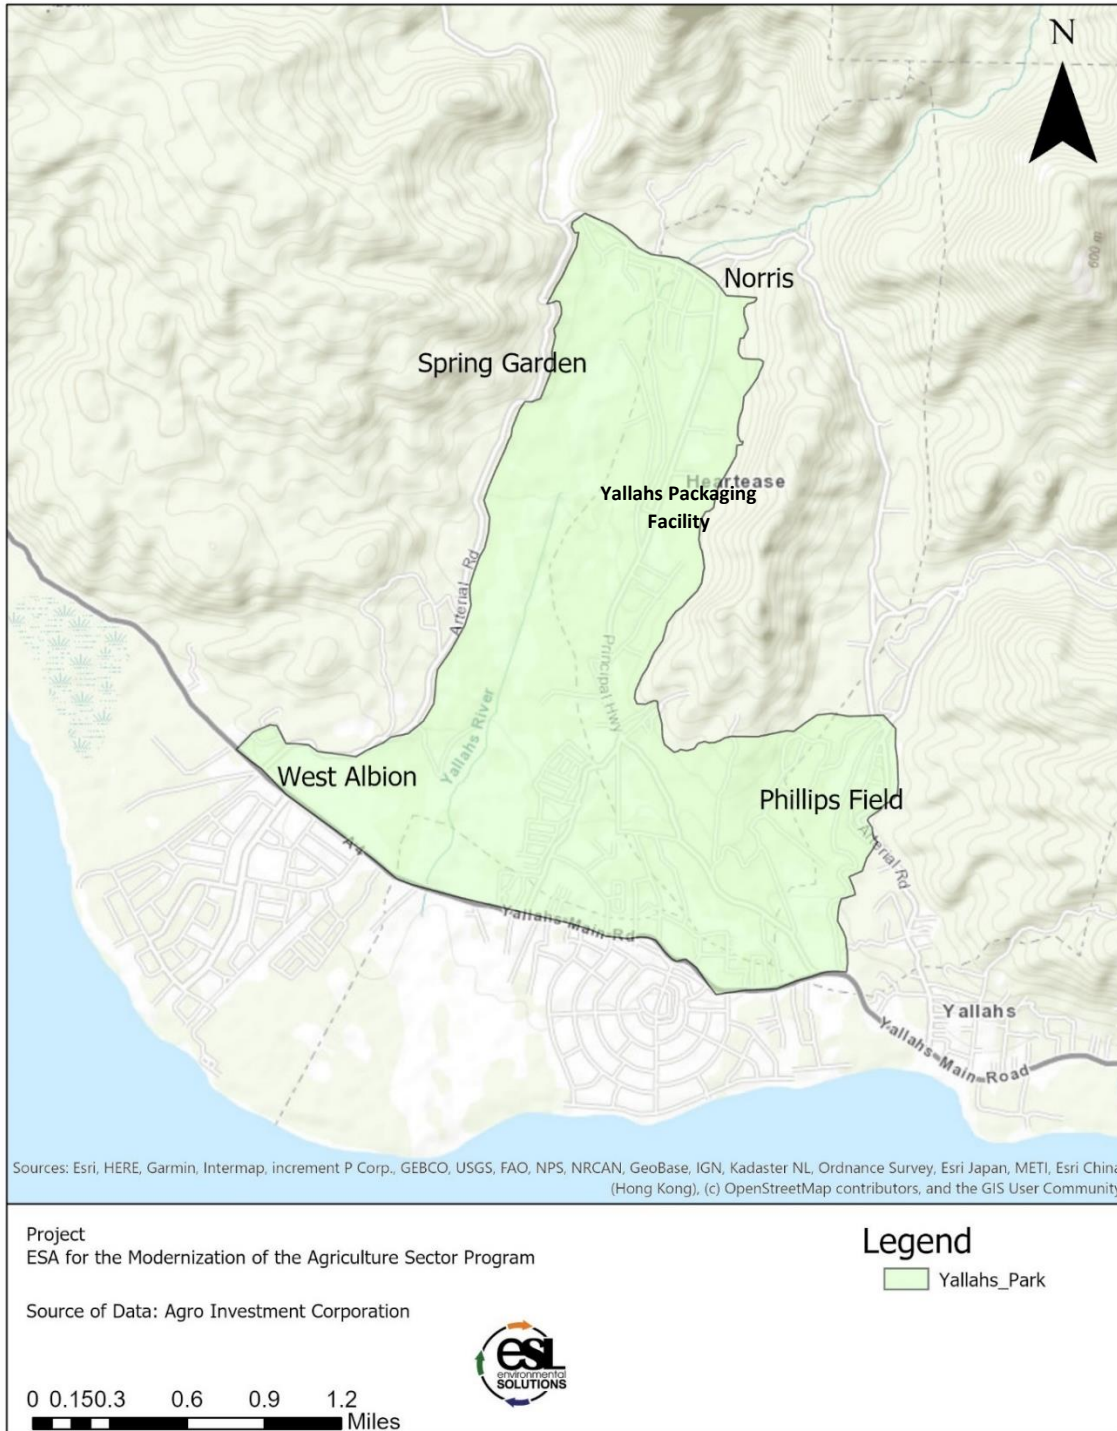 N
600 m
Norris
Spring Garden
Heartease
Yallahs Packaging
Facility
Arterial Rd
Principal Hwy
Yallahs River
West Albion
Phillips Field
A4
Arterial Rd
Yallahs Main Rd
Yallahs
Yallahs Main Road
Sources: Esri, HERE, Garmin, Intermap, increment P Corp., GEBCO, USGS, FAO, NPS, NRCAN, GeoBase, IGN, Kadaster NL, Ordnance Survey, Esri Japan, METI, Esri China
(Hong Kong), (c) OpenStreetMap contributors, and the GIS User Community
Project
ESA for the Modernization of the Agriculture Sector Program
Legend
Yallahs_Park
Source of Data: Agro Investment Corporation
esL
environmental
SOLUTIONS
0 0.15 0.3 0.6 0.9 1.2
Miles